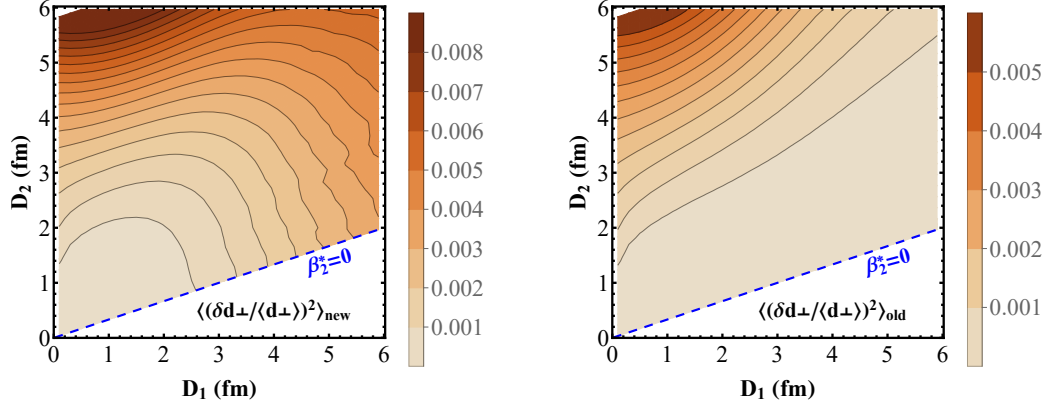 6
5
4
3
2
1
0
D₂ (fm)
0 1 2 3 4 5 6
D₁ (fm)
β₂*=0
⟨(δd⊥/⟨d⊥⟩)²⟩new
0.008
0.007
0.006
0.005
0.004
0.003
0.002
0.001
6
5
4
3
2
1
0
D₂ (fm)
0 1 2 3 4 5 6
D₁ (fm)
β₂*=0
⟨(δd⊥/⟨d⊥⟩)²⟩old
0.005
0.004
0.003
0.002
0.001